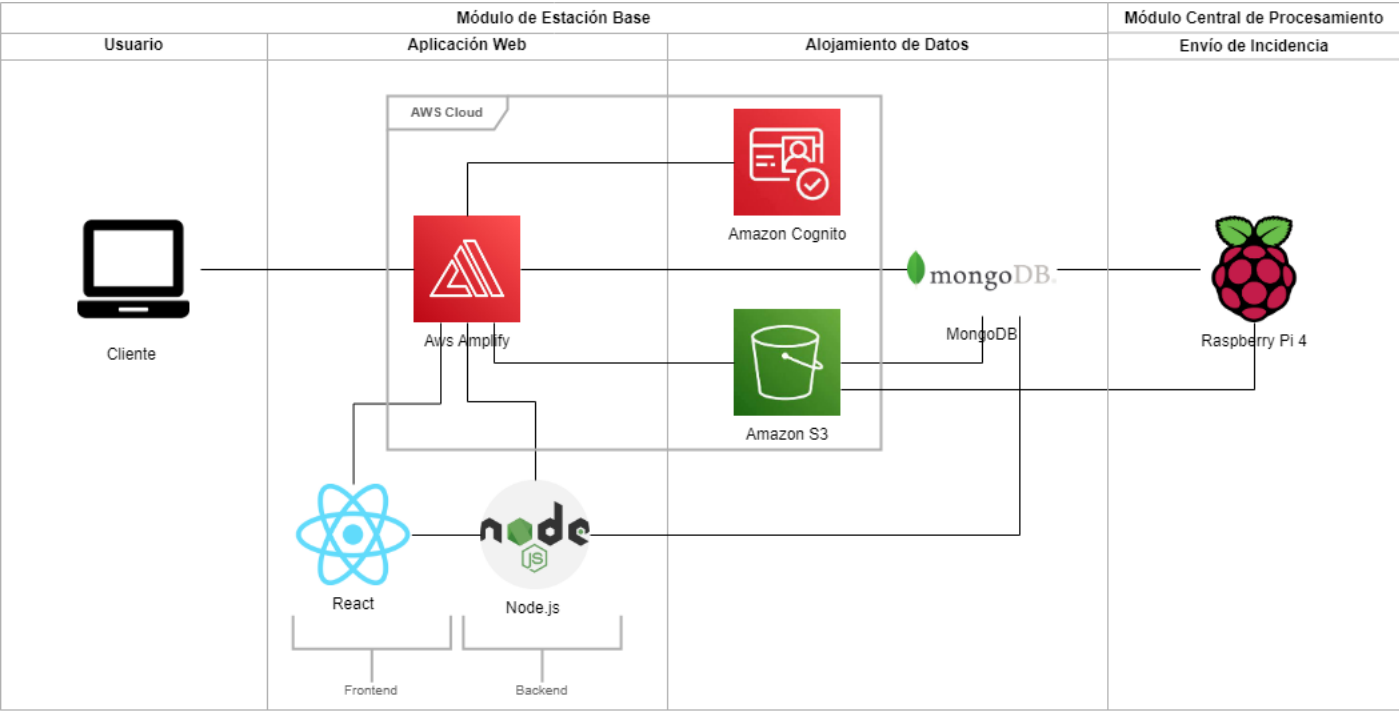 Módulo de Estación Base
Módulo Central de Procesamiento
Usuario
Aplicación Web
Alojamiento de Datos
Envío de Incidencia
AWS Cloud
Amazon Cognito
mongoDB.
Aws Amplify
MongoDB
Raspberry Pi 4
Cliente
Amazon S3
node
JS
React
Node.js
Frontend
Backend